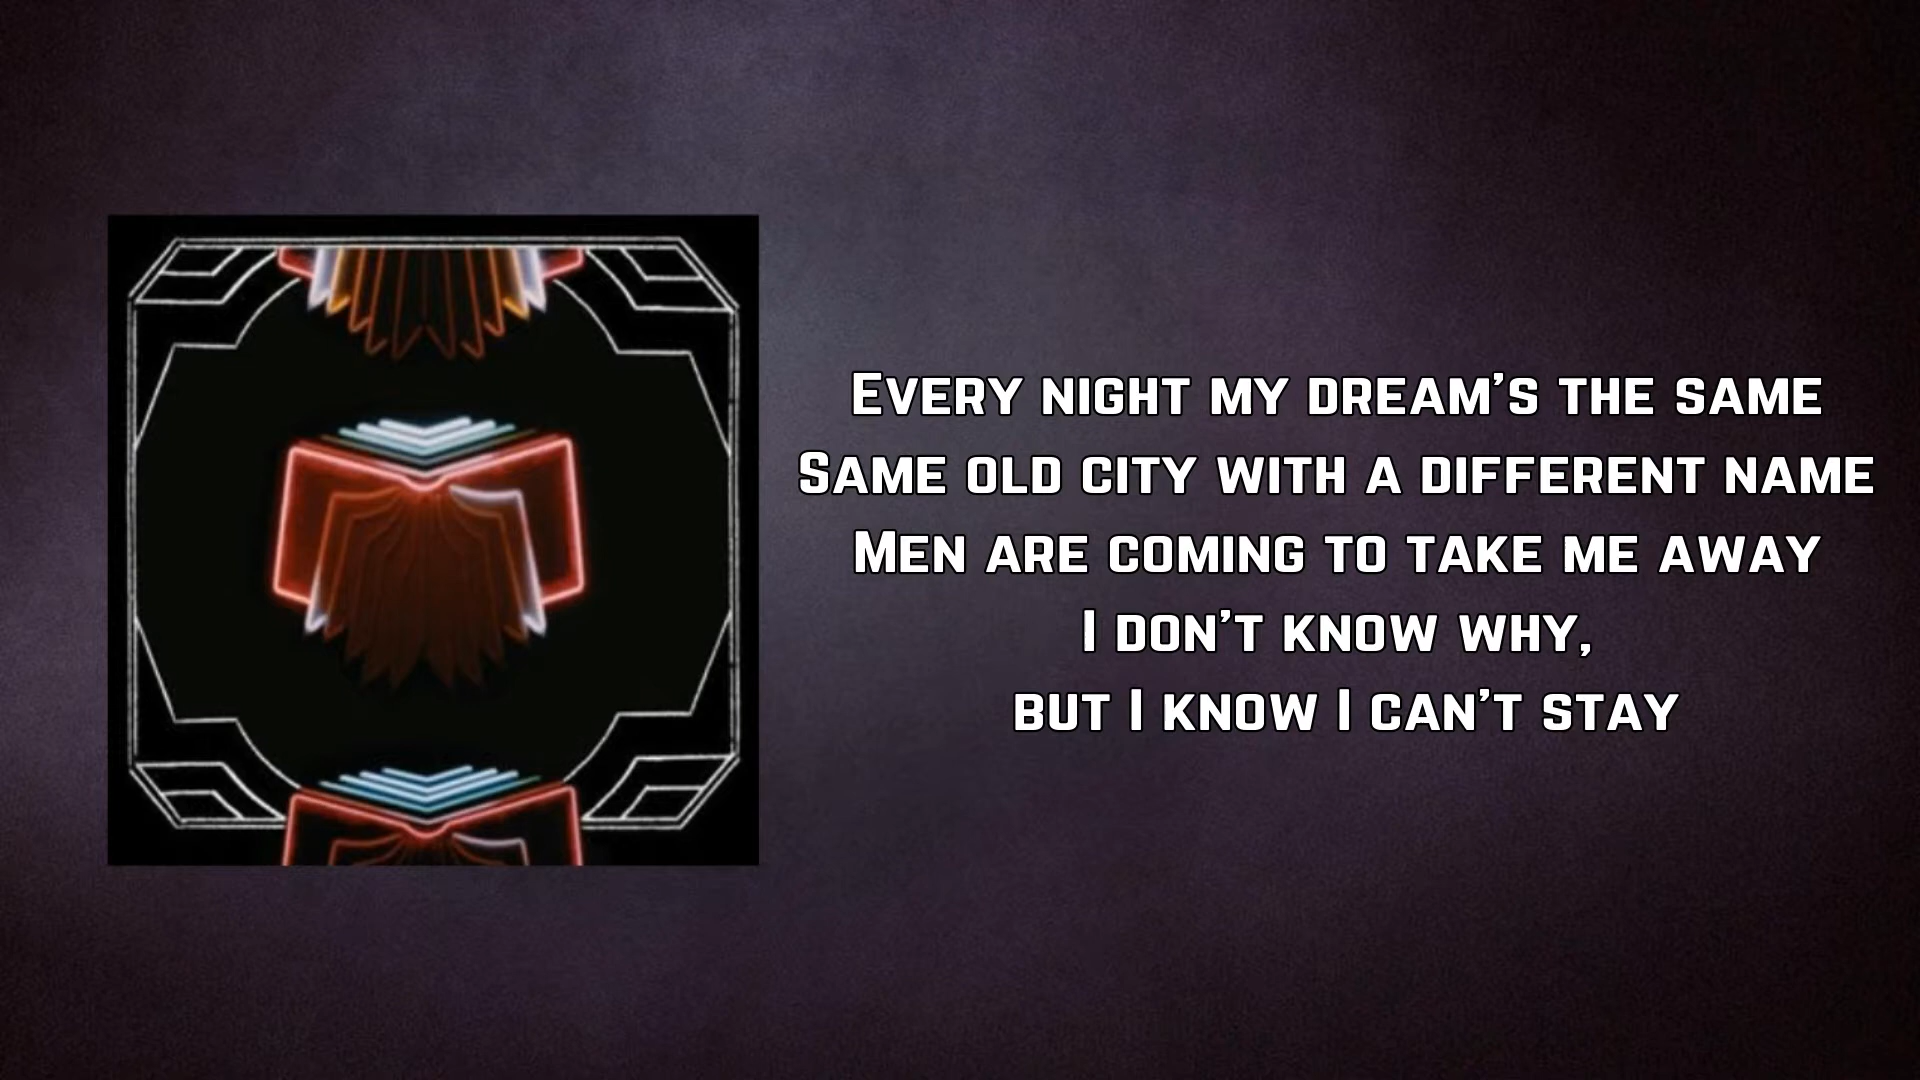 Every night my dream's the same
Same old city with a different name
Men are coming to take me away
I don't know why,
but I know I can't stay